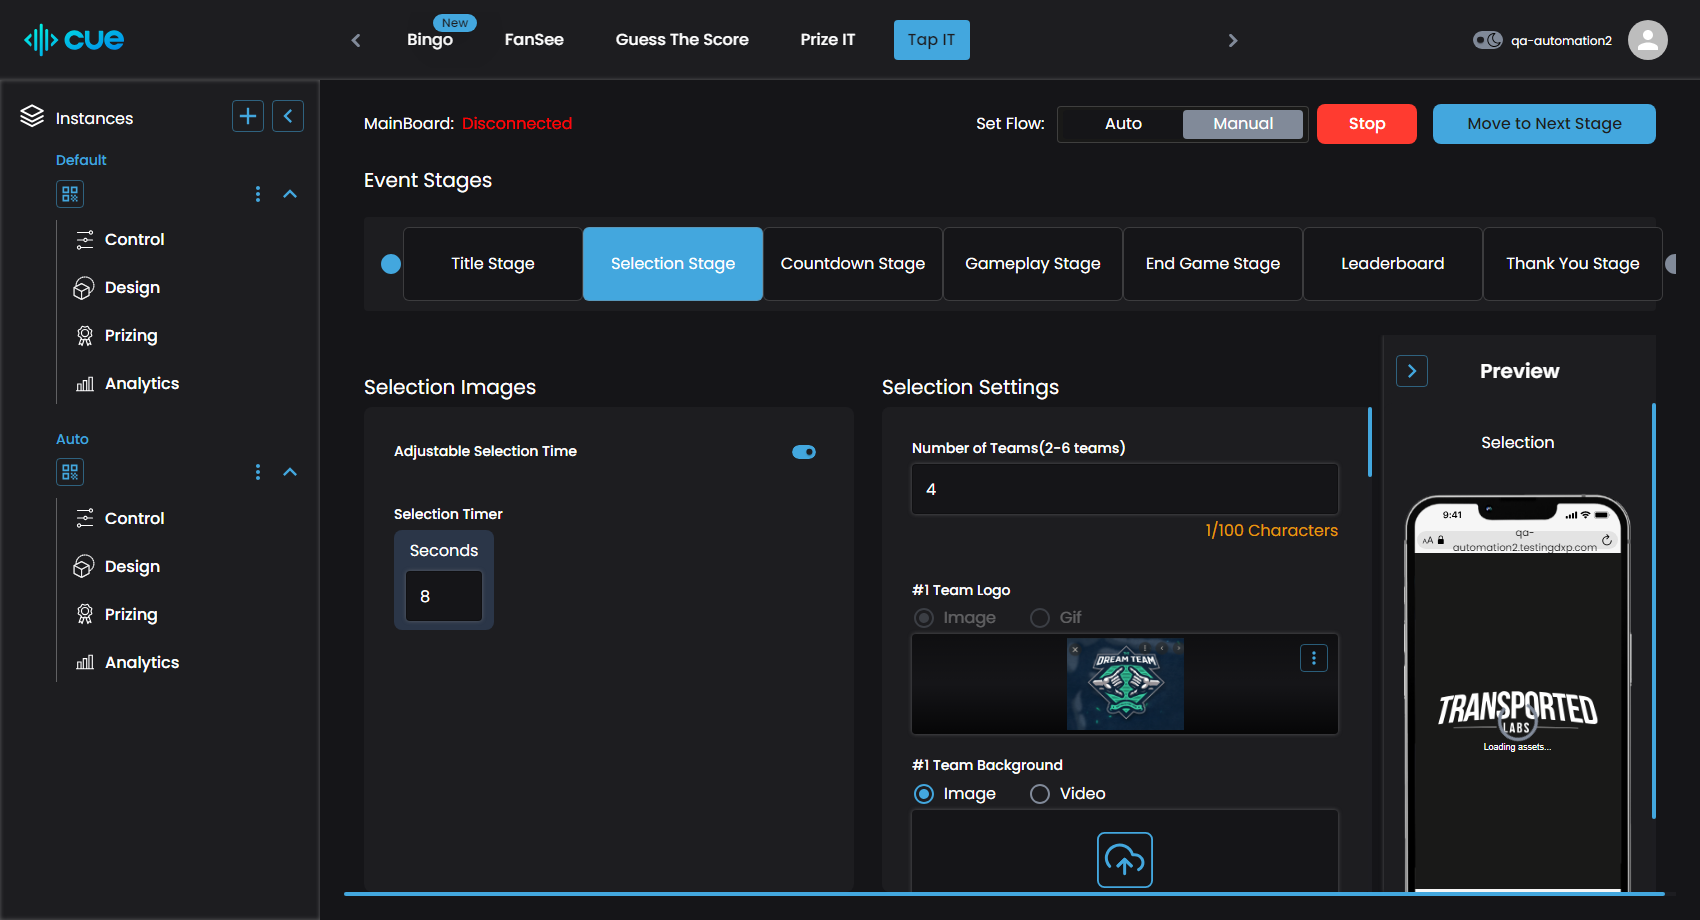 cue
New
Bingo
FanSee
Guess The Score
Prize IT
Tap IT
qa-automation2
Instances
Default
Control
Design
Prizing
Analytics
Auto
Control
Design
Prizing
Analytics
MainBoard: Disconnected
Set Flow:
Auto
Manual
Stop
Move to Next Stage
Event Stages
Title Stage
Selection Stage
Countdown Stage
Gameplay Stage
End Game Stage
Leaderboard
Thank You Stage
Selection Images
Adjustable Selection Time
Selection Timer
Seconds
8
Selection Settings
Number of Teams(2-6 teams)
4
1/100 Characters
#1 Team Logo
Image
Gif
DREAM TEAM
#1 Team Background
Image
Video
Preview
Selection
9:41
AA
qa-
automation2.testingdxp.com
TRANSPORTED
LABS
Loading assets...